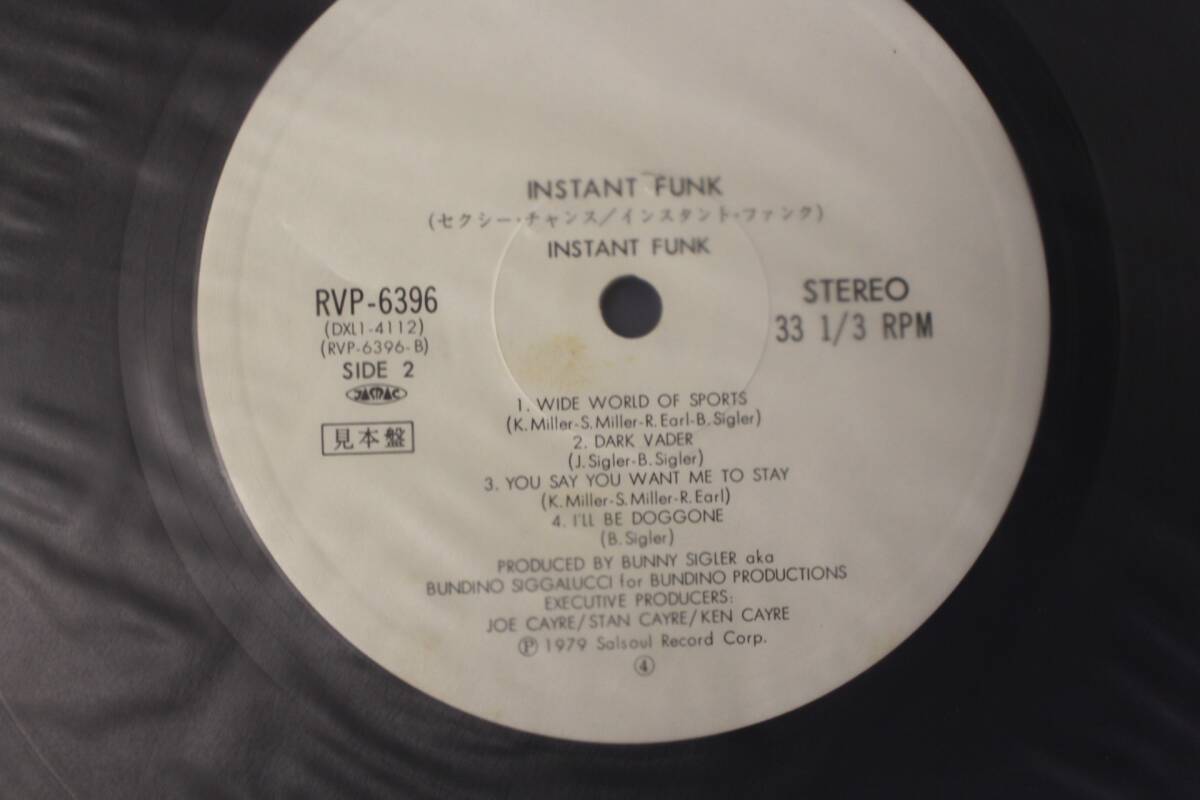 INSTANT FUNK
(セクシー・チャンス/インスタント・ファンク)
INSTANT FUNK
RVP-6396
(DXL1-4112)
(RVP-6396-B)
SIDE 2
JASRAC
見本盤
STEREO
33 1/3 RPM
1. WIDE WORLD OF SPORTS
(K.Miller-S.Miller-R.Earl-B.Sigler)
2. DARK VADER
(J.Sigler-B.Sigler)
3. YOU SAY YOU WANT ME TO STAY
(K.Miller-S.Miller-R.Earl)
4. I'LL BE DOGGONE
(B.Sigler)
PRODUCED BY BUNNY SIGLER aka
BUNDINO SIGGALUCCI for BUNDINO PRODUCTIONS
EXECUTIVE PRODUCERS:
JOE CAYRE/STAN CAYRE/KEN CAYRE
Ⓟ 1979 Salsoul Record Corp.
④